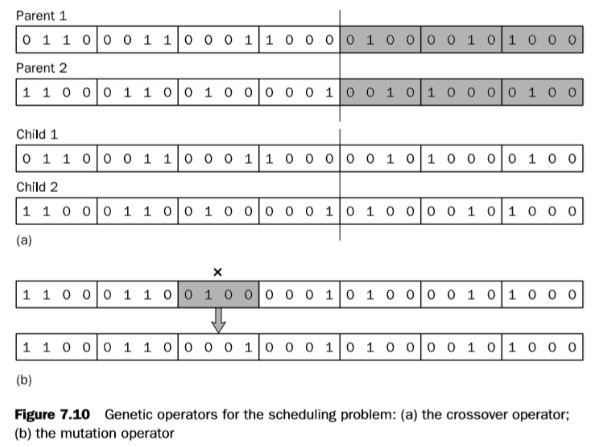 Parent 1
0 1 1 0 0 0 1 1 0 0 0 1 1 0 0 0 0 1 0 0 0 0 1 0 1 0 0 0
Parent 2
1 1 0 0 0 1 1 0 0 1 0 0 0 0 0 1 0 0 1 0 1 0 0 0 0 1 0 0
Child 1
0 1 1 0 0 0 1 1 0 0 0 1 1 0 0 0 0 0 1 0 1 0 0 0 0 1 0 0
Child 2
1 1 0 0 0 1 1 0 0 1 0 0 0 0 0 1 0 1 0 0 0 0 1 0 1 0 0 0
(a)
×
1 1 0 0 0 1 1 0 0 1 0 0 0 0 0 1 0 1 0 0 0 0 1 0 1 0 0 0
1 1 0 0 0 1 1 0 0 0 0 1 0 0 0 1 0 1 0 0 0 0 1 0 1 0 0 0
(b)
Figure 7.10 Genetic operators for the scheduling problem: (a) the crossover operator;
(b) the mutation operator